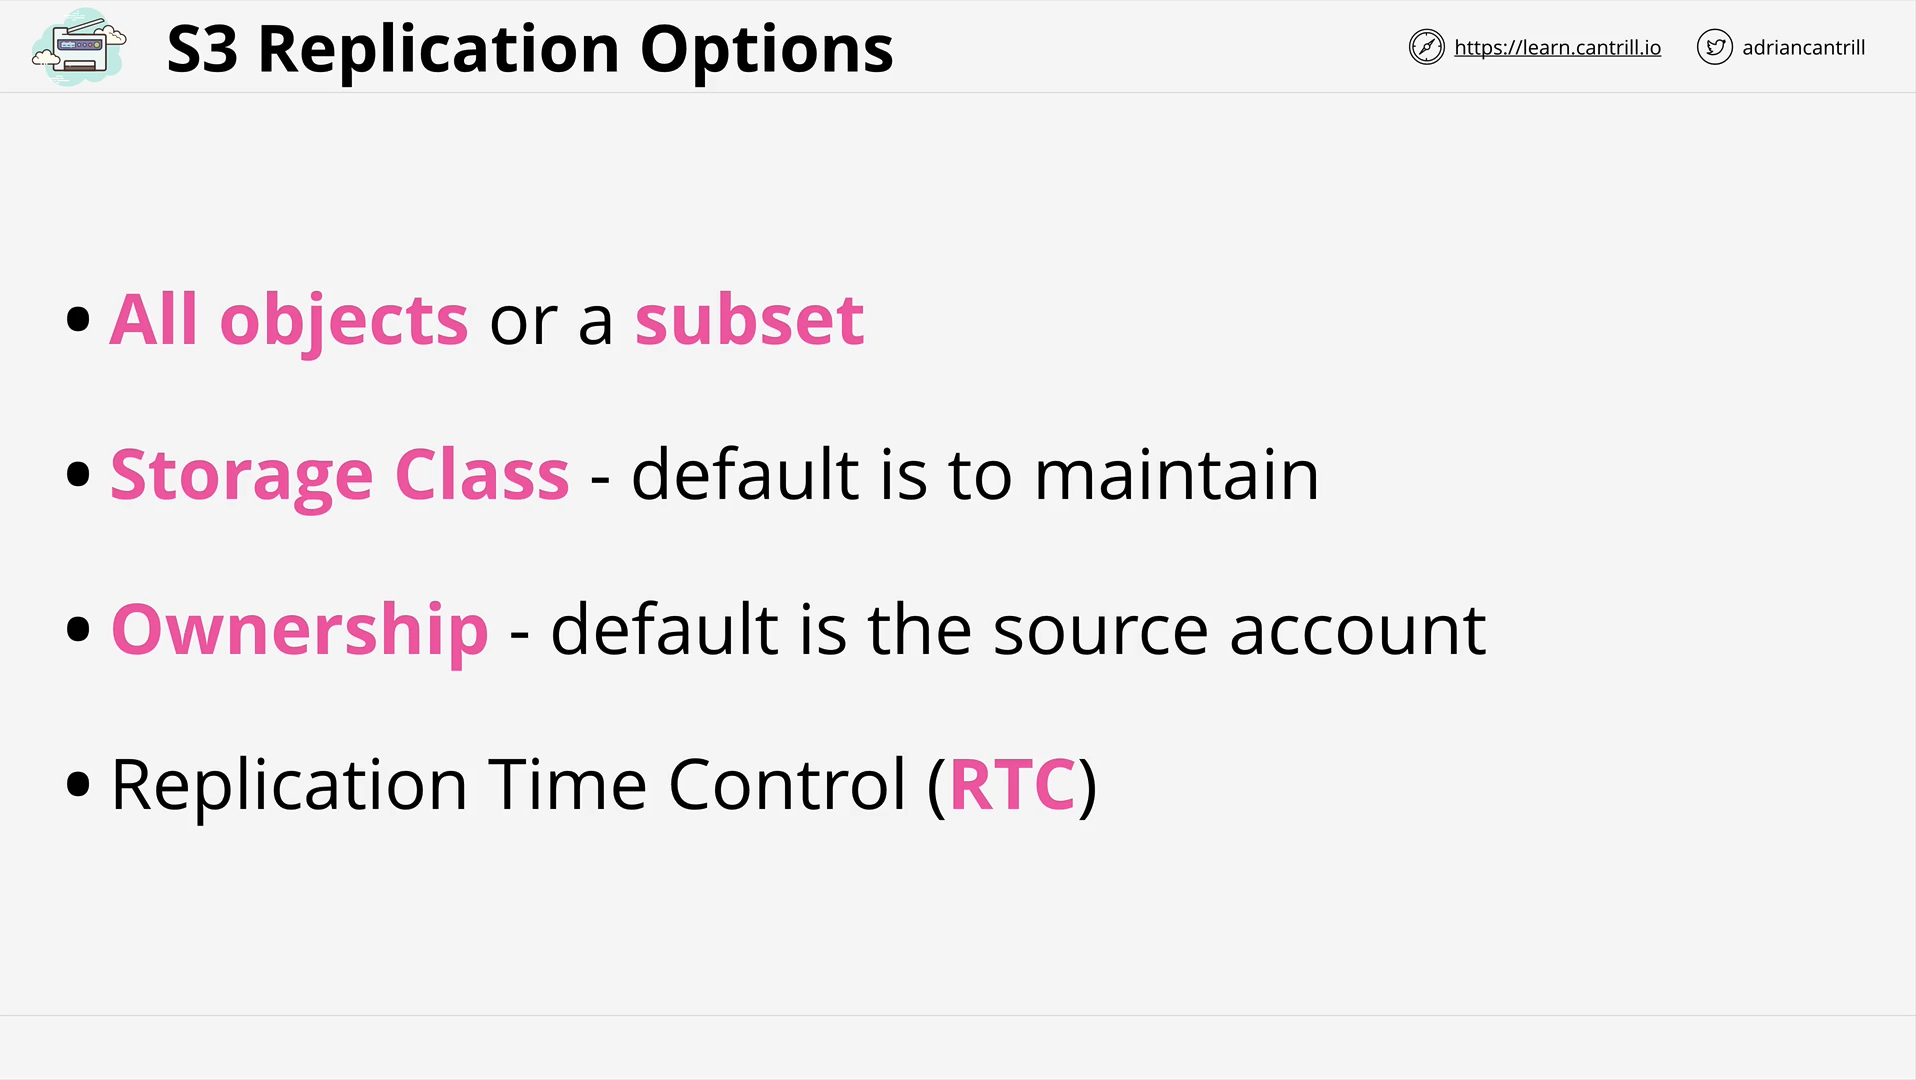 S3 Replication Options
https://learn.cantrill.io
adriancantrill
• All objects or a subset
• Storage Class - default is to maintain
• Ownership - default is the source account
• Replication Time Control (RTC)